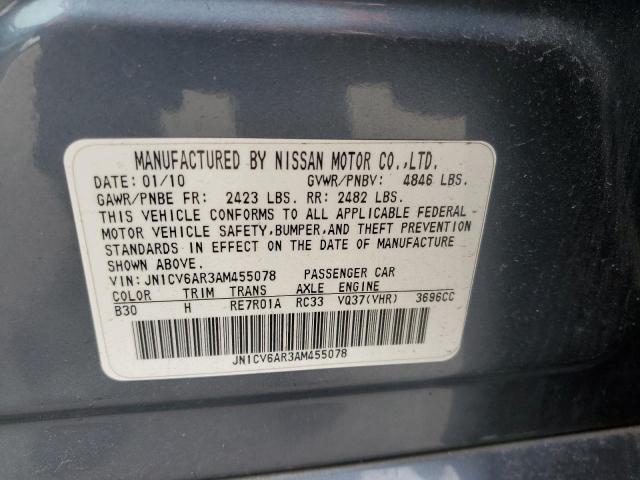 MANUFACTURED BY NISSAN MOTOR CO.,LTD.
DATE: 01/10 GVWR/PNBV: 4846 LBS.
GAWR/PNBE FR: 2423 LBS. RR: 2482 LBS.
THIS VEHICLE CONFORMS TO ALL APPLICABLE FEDERAL
MOTOR VEHICLE SAFETY,BUMPER,AND THEFT PREVENTION
STANDARDS IN EFFECT ON THE DATE OF MANUFACTURE
SHOWN ABOVE.
VIN: JN1CV6AR3AM455078 PASSENGER CAR
COLOR TRIM TRANS AXLE ENGINE
B30 H RE7R01A RC33 VQ37(VHR) 3696CC
JN1CV6AR3AM455078